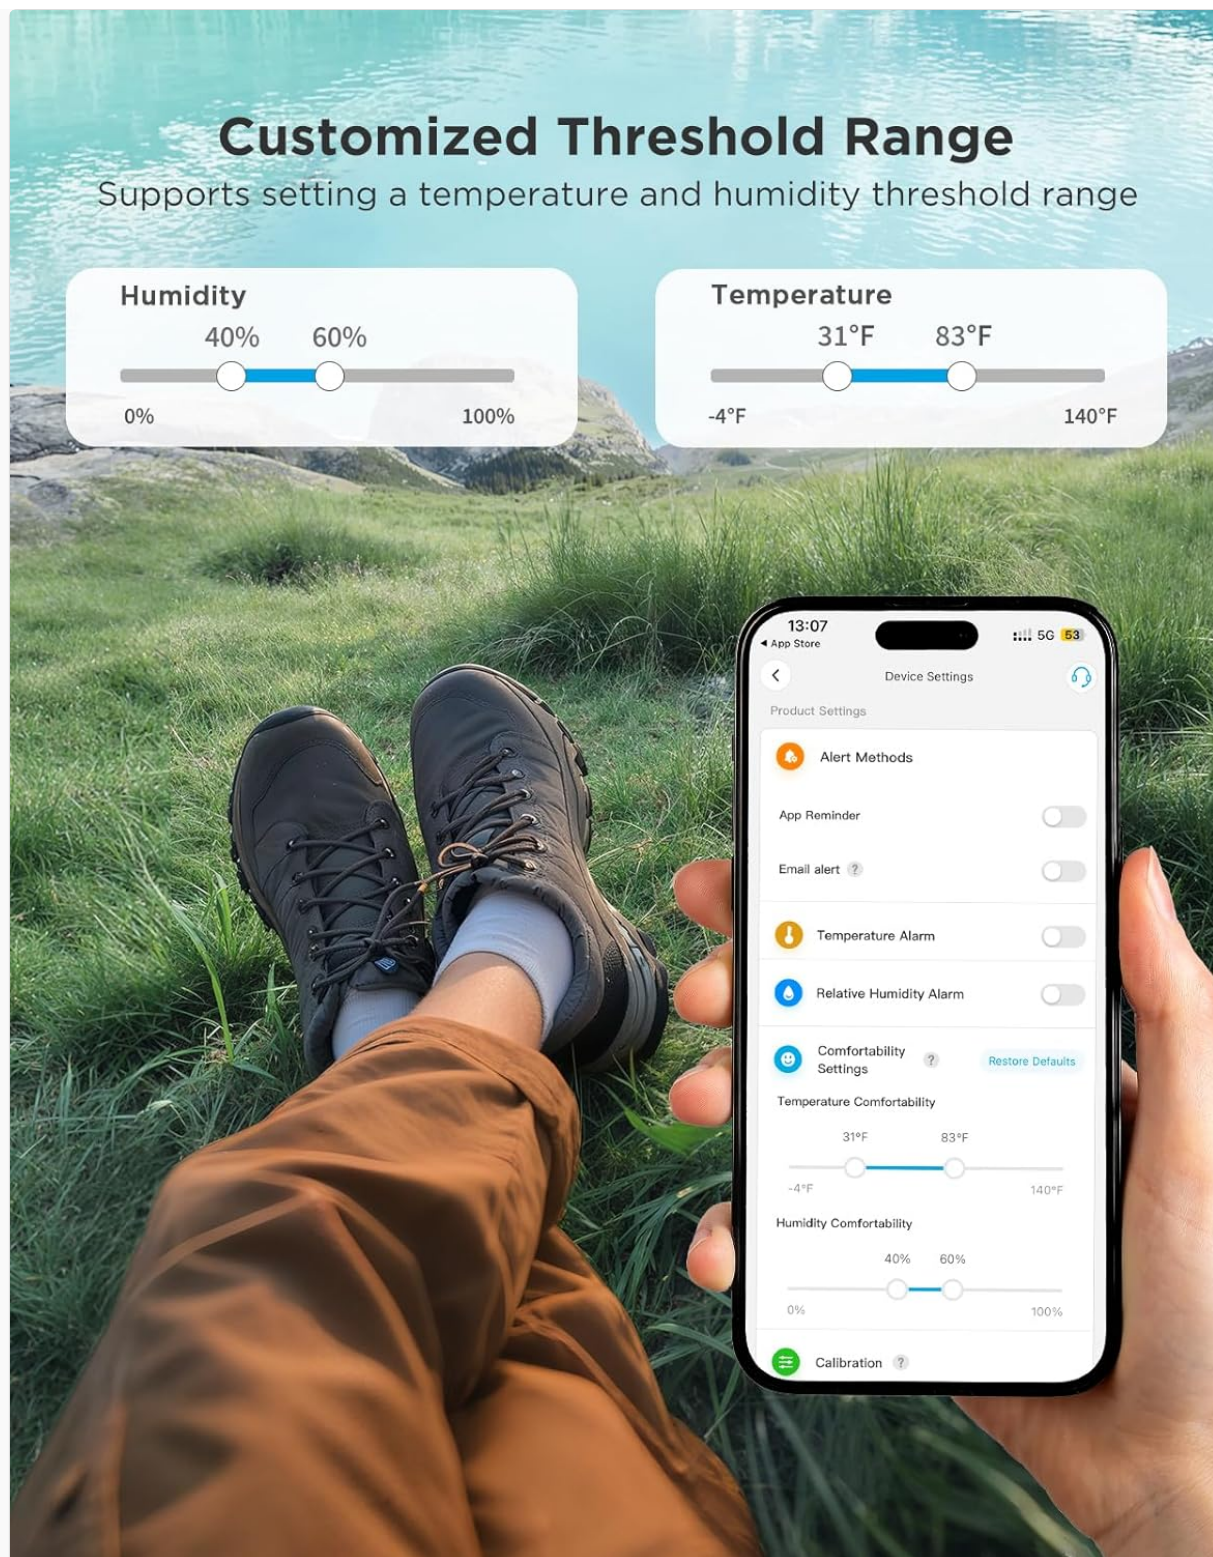 Customized Threshold Range
Supports setting a temperature and humidity threshold range
Humidity
40% 60%
0% 100%
Temperature
31°F 83°F
-4°F 140°F
13:07
App Store
5G 53
Device Settings
Product Settings
Alert Methods
App Reminder
Email alert ?
Temperature Alarm
Relative Humidity Alarm
Comfortability
Settings
?
Restore Defaults
Temperature Comfortability
31°F 83°F
-4°F 140°F
Humidity Comfortability
40% 60%
0% 100%
Calibration ?